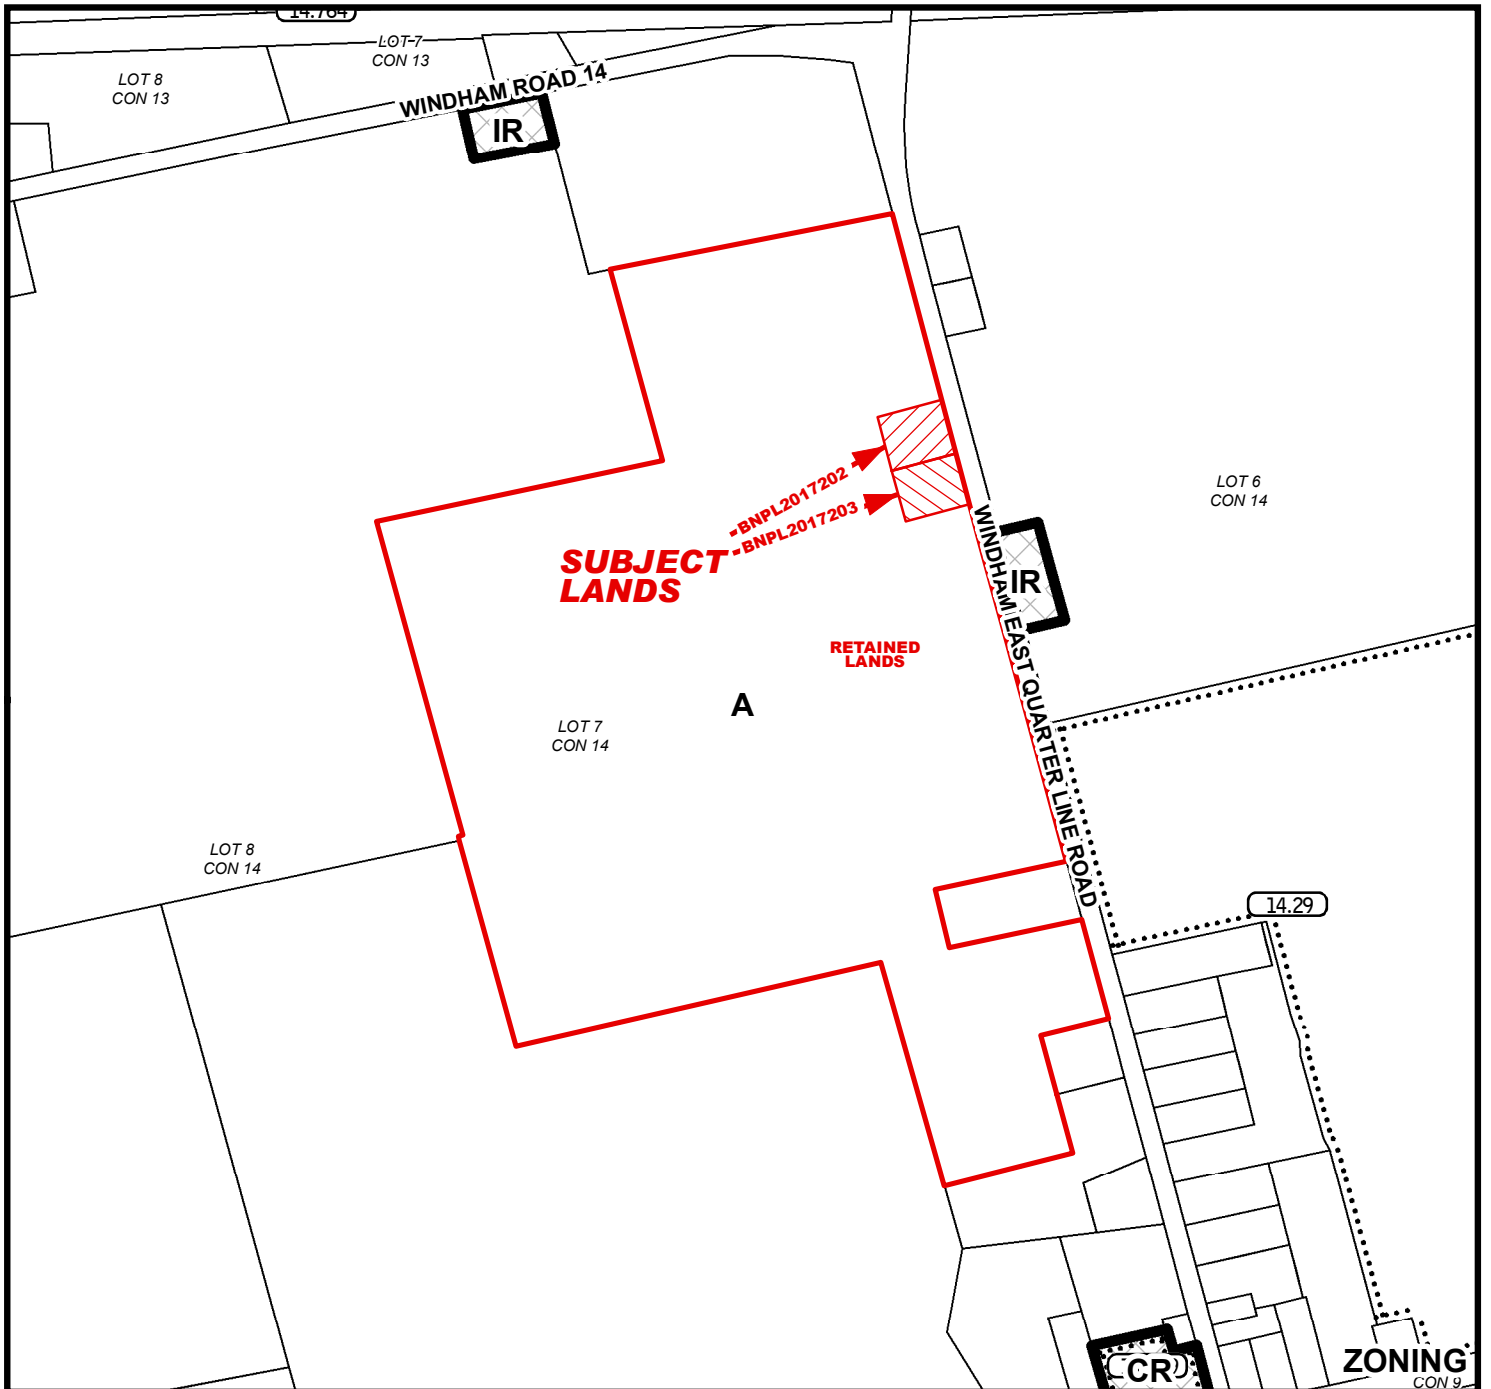 14.764
LOT 7
CON 13
LOT 8
CON 13
WINDHAM ROAD 14
IR
LOT 6
CON 14
BNPL2017202
BNPL2017203
SUBJECT
LANDS
WINDHAM EAST QUARTER LINE ROAD
IR
RETAINED
LANDS
A
LOT 7
CON 14
LOT 8
CON 14
14.29
CR
ZONING
CON 9